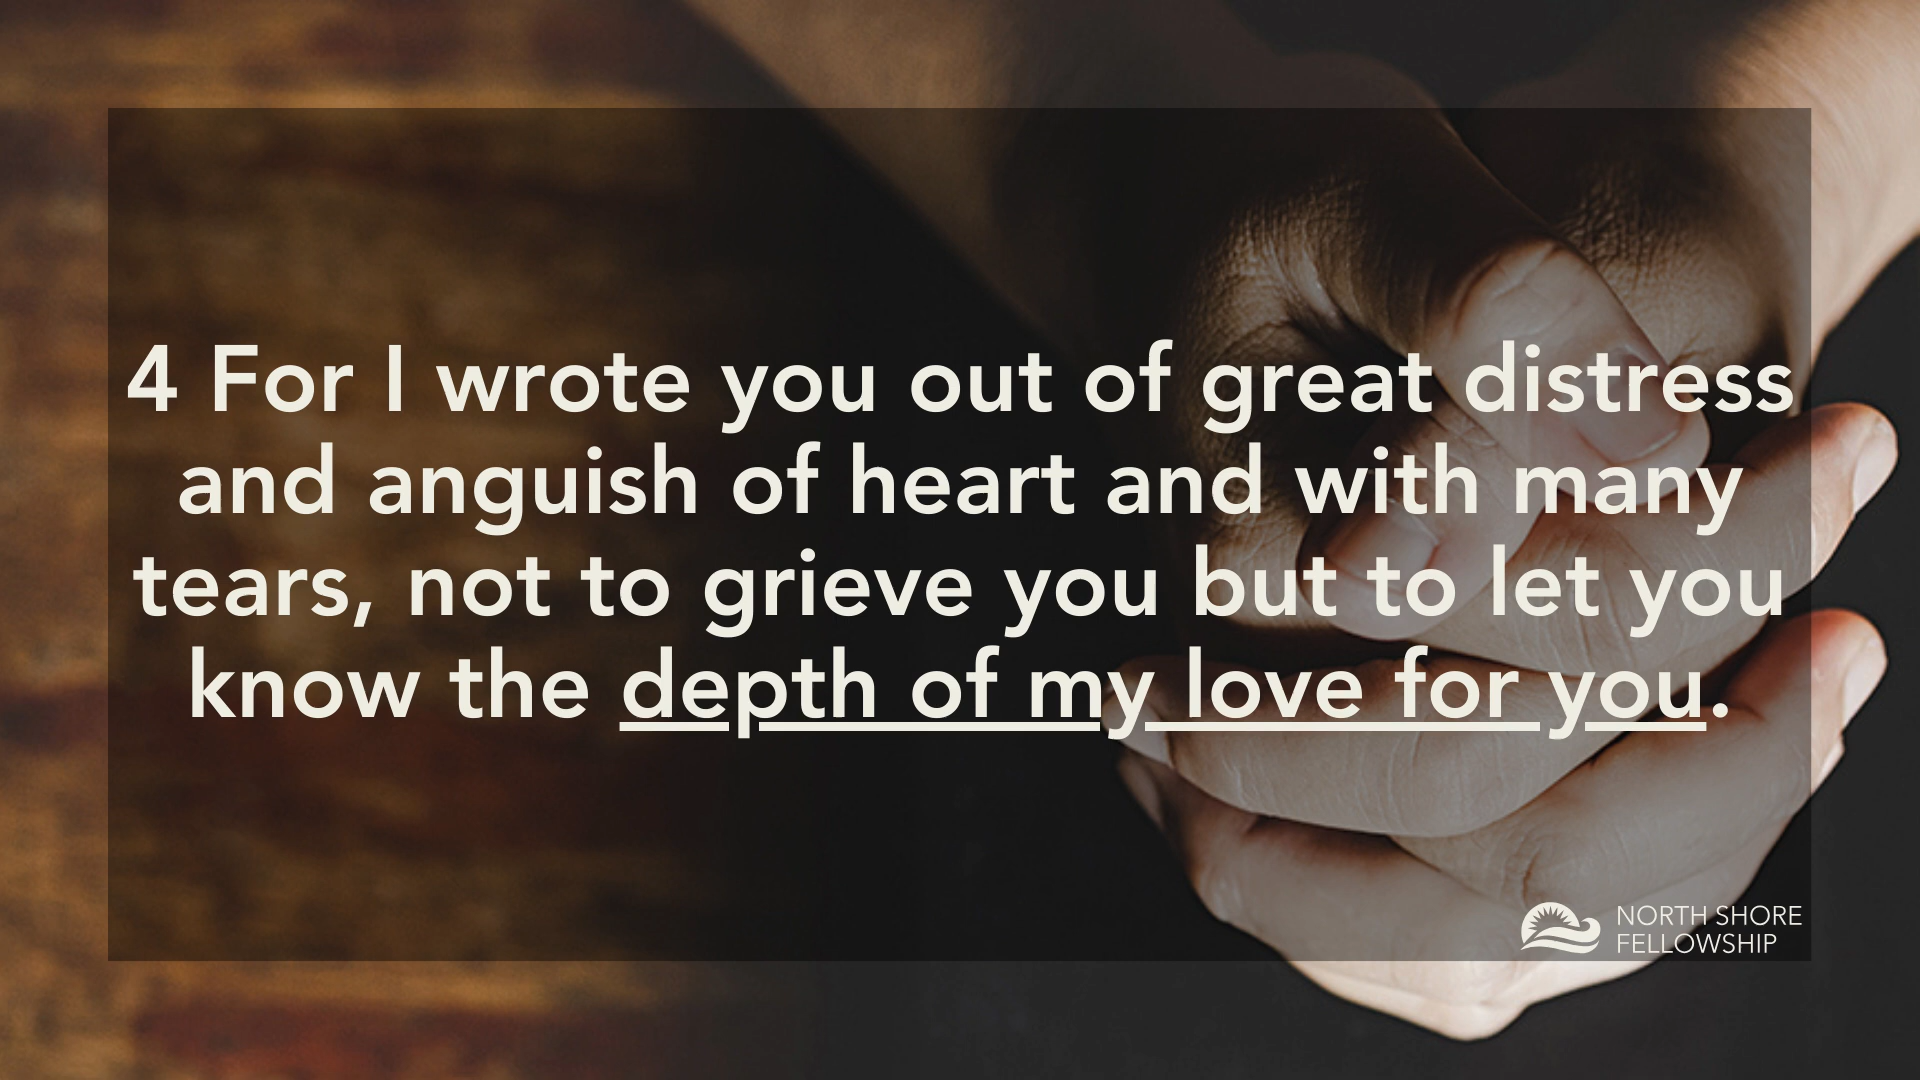 4 For I wrote you out of great distress
and anguish of heart and with many
tears, not to grieve you but to let you
know the depth of my love for you.
NORTH SHORE
FELLOWSHIP